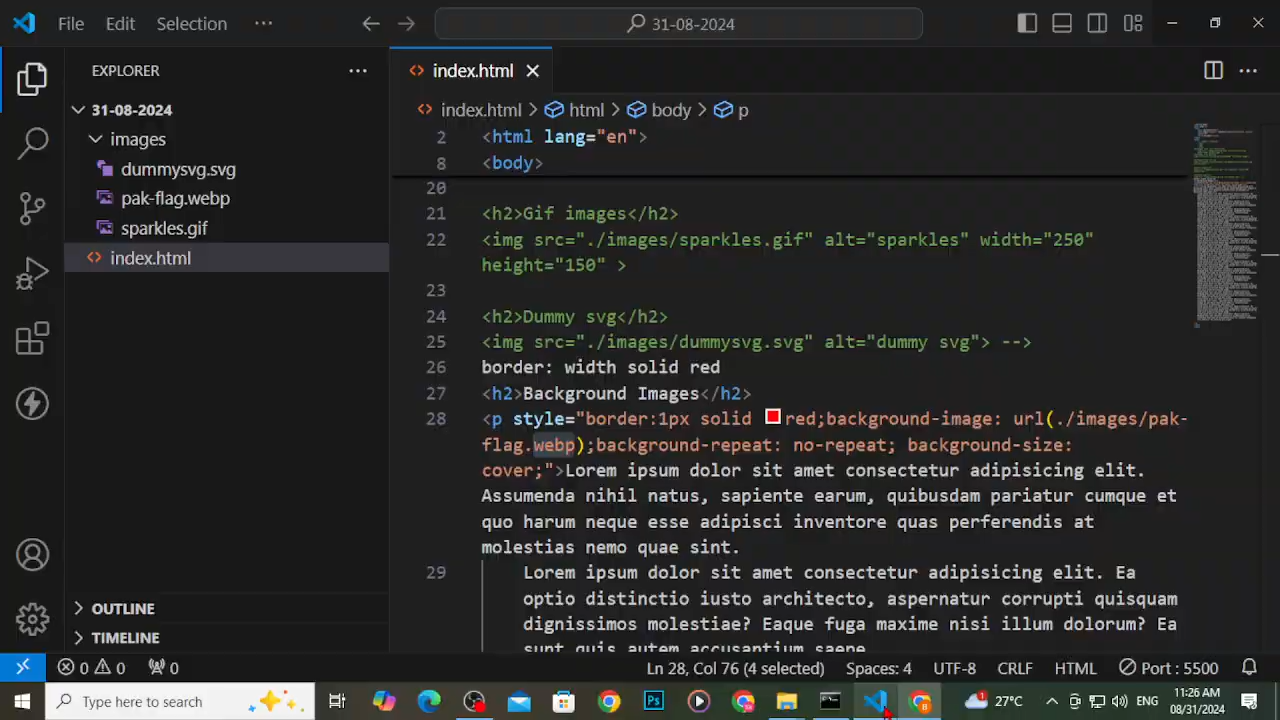 File Edit Selection ··· 31-08-2024
EXPLORER ···
31-08-2024
images
dummysvg.svg
pak-flag.webp
sparkles.gif
index.html
OUTLINE
TIMELINE
index.html
index.html > html > body > p
2 <html lang="en">
8 <body>
20
21 <h2>Gif images</h2>
22 <img src="./images/sparkles.gif" alt="sparkles" width="250"
height="150" >
23
24 <h2>Dummy svg</h2>
25 <img src="./images/dummysvg.svg" alt="dummy svg"> -->
26 border: width solid red
27 <h2>Background Images</h2>
28 <p style="border:1px solid red;background-image: url(./images/pak-
flag.webp);background-repeat: no-repeat; background-size:
cover;">Lorem ipsum dolor sit amet consectetur adipisicing elit.
Assumenda nihil natus, sapiente earum, quibusdam pariatur cumque et
quo harum neque esse adipisci inventore quas perferendis at
molestias nemo quae sint.
29 Lorem ipsum dolor sit amet consectetur adipisicing elit. Ea
optio distinctio iusto architecto, aspernatur corrupti quisquam
dignissimos molestiae? Eaque fuga maxime nisi illum dolorum? Ea
sunt quis autem accusantium saepe
0 0 0 Ln 28, Col 76 (4 selected) Spaces: 4 UTF-8 CRLF HTML Port : 5500
Type here to search Ps B 1 27°C ENG 11:26 AM
08/31/2024